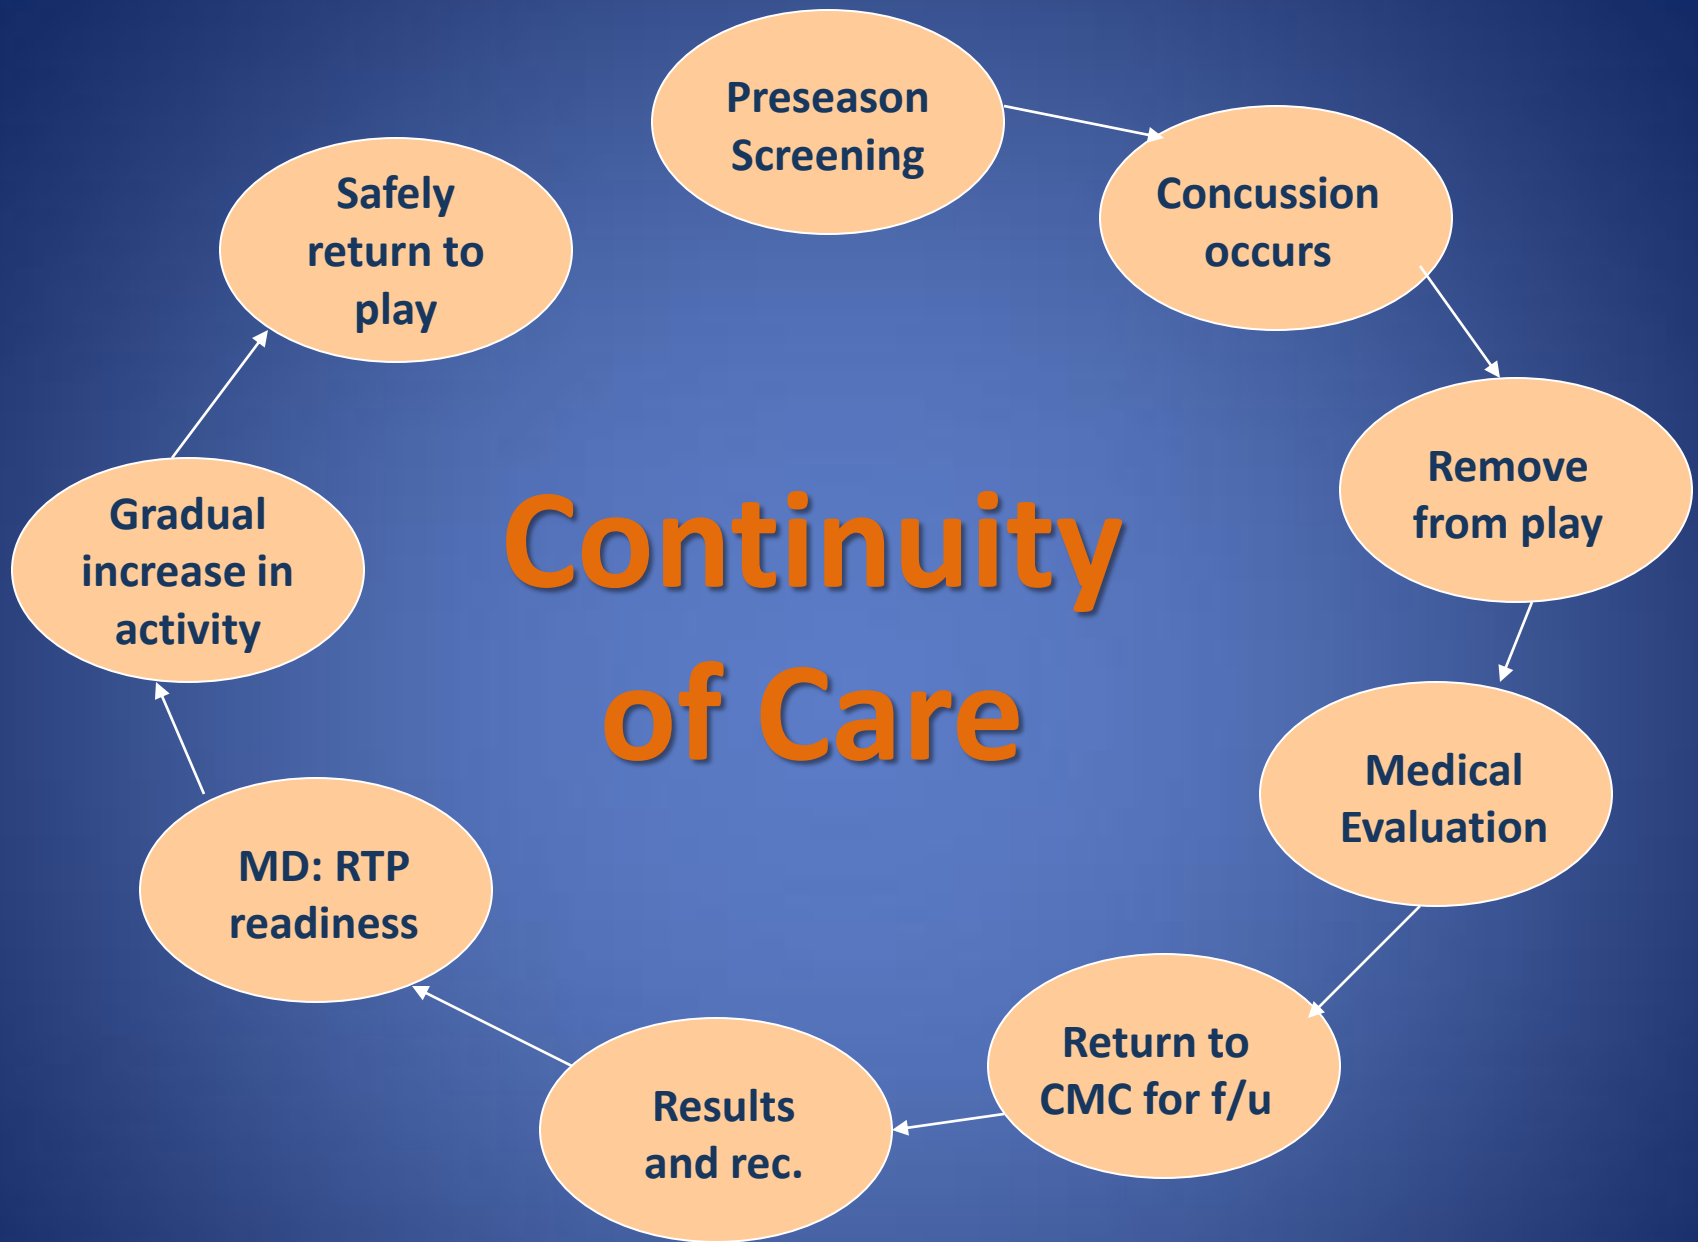 Preseason
Screening
Concussion
occurs
Remove
from play
Medical
Evaluation
Return to
CMC for f/u
Results
and rec.
MD: RTP
readiness
Gradual
increase in
activity
Safely
return to
play
Continuity
of Care